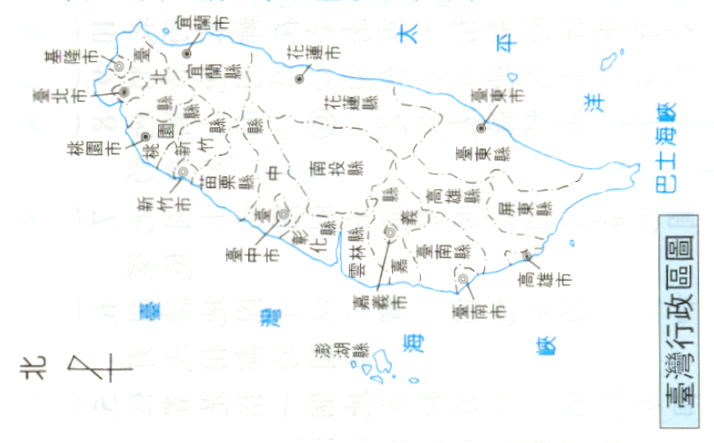 臺灣行政區圖
北
基隆市
臺北市
桃園市
新竹市
臺中市
嘉義市
臺南市
高雄市
宜蘭市
花蓮市
臺東市
臺北縣
宜蘭縣
桃園縣
新竹縣
苗栗縣
臺中縣
彰化縣
南投縣
花蓮縣
雲林縣
嘉義縣
臺南縣
高雄縣
屏東縣
臺東縣
澎湖縣
太平洋
臺灣海峽
巴士海峽